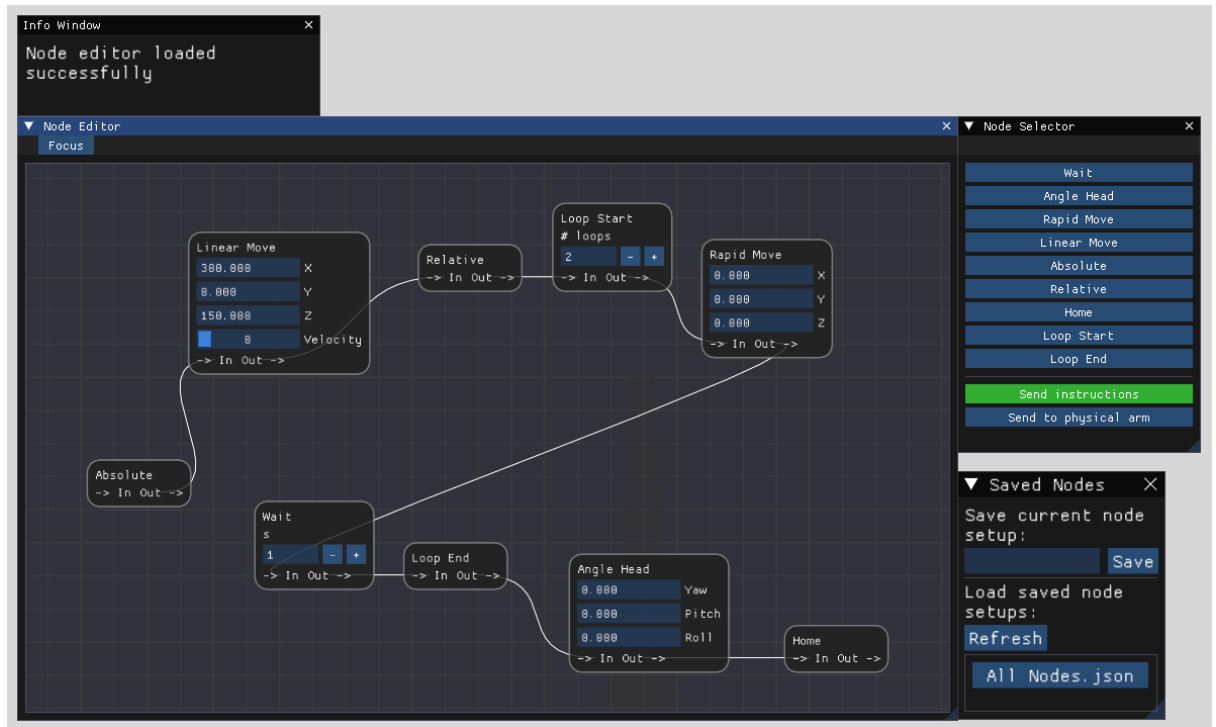 Info Window
Node editor loaded
successfully
Node Editor
Focus
Linear Move
300.000 X
0.000 Y
150.000 Z
0 Velocity
-> In Out ->
Relative
-> In Out ->
Loop Start
# loops
2 - +
-> In Out ->
Rapid Move
0.000 X
0.000 Y
0.000 Z
-> In Out ->
Absolute
-> In Out ->
Wait
s
1 - +
-> In Out ->
Loop End
-> In Out ->
Angle Head
0.000 Yaw
0.000 Pitch
0.000 Roll
-> In Out ->
Home
-> In Out ->
Node Selector
Wait
Angle Head
Rapid Move
Linear Move
Absolute
Relative
Home
Loop Start
Loop End
Send instructions
Send to physical arm
Saved Nodes
Save current node
setup:
Save
Load saved node
setups:
Refresh
All Nodes.json